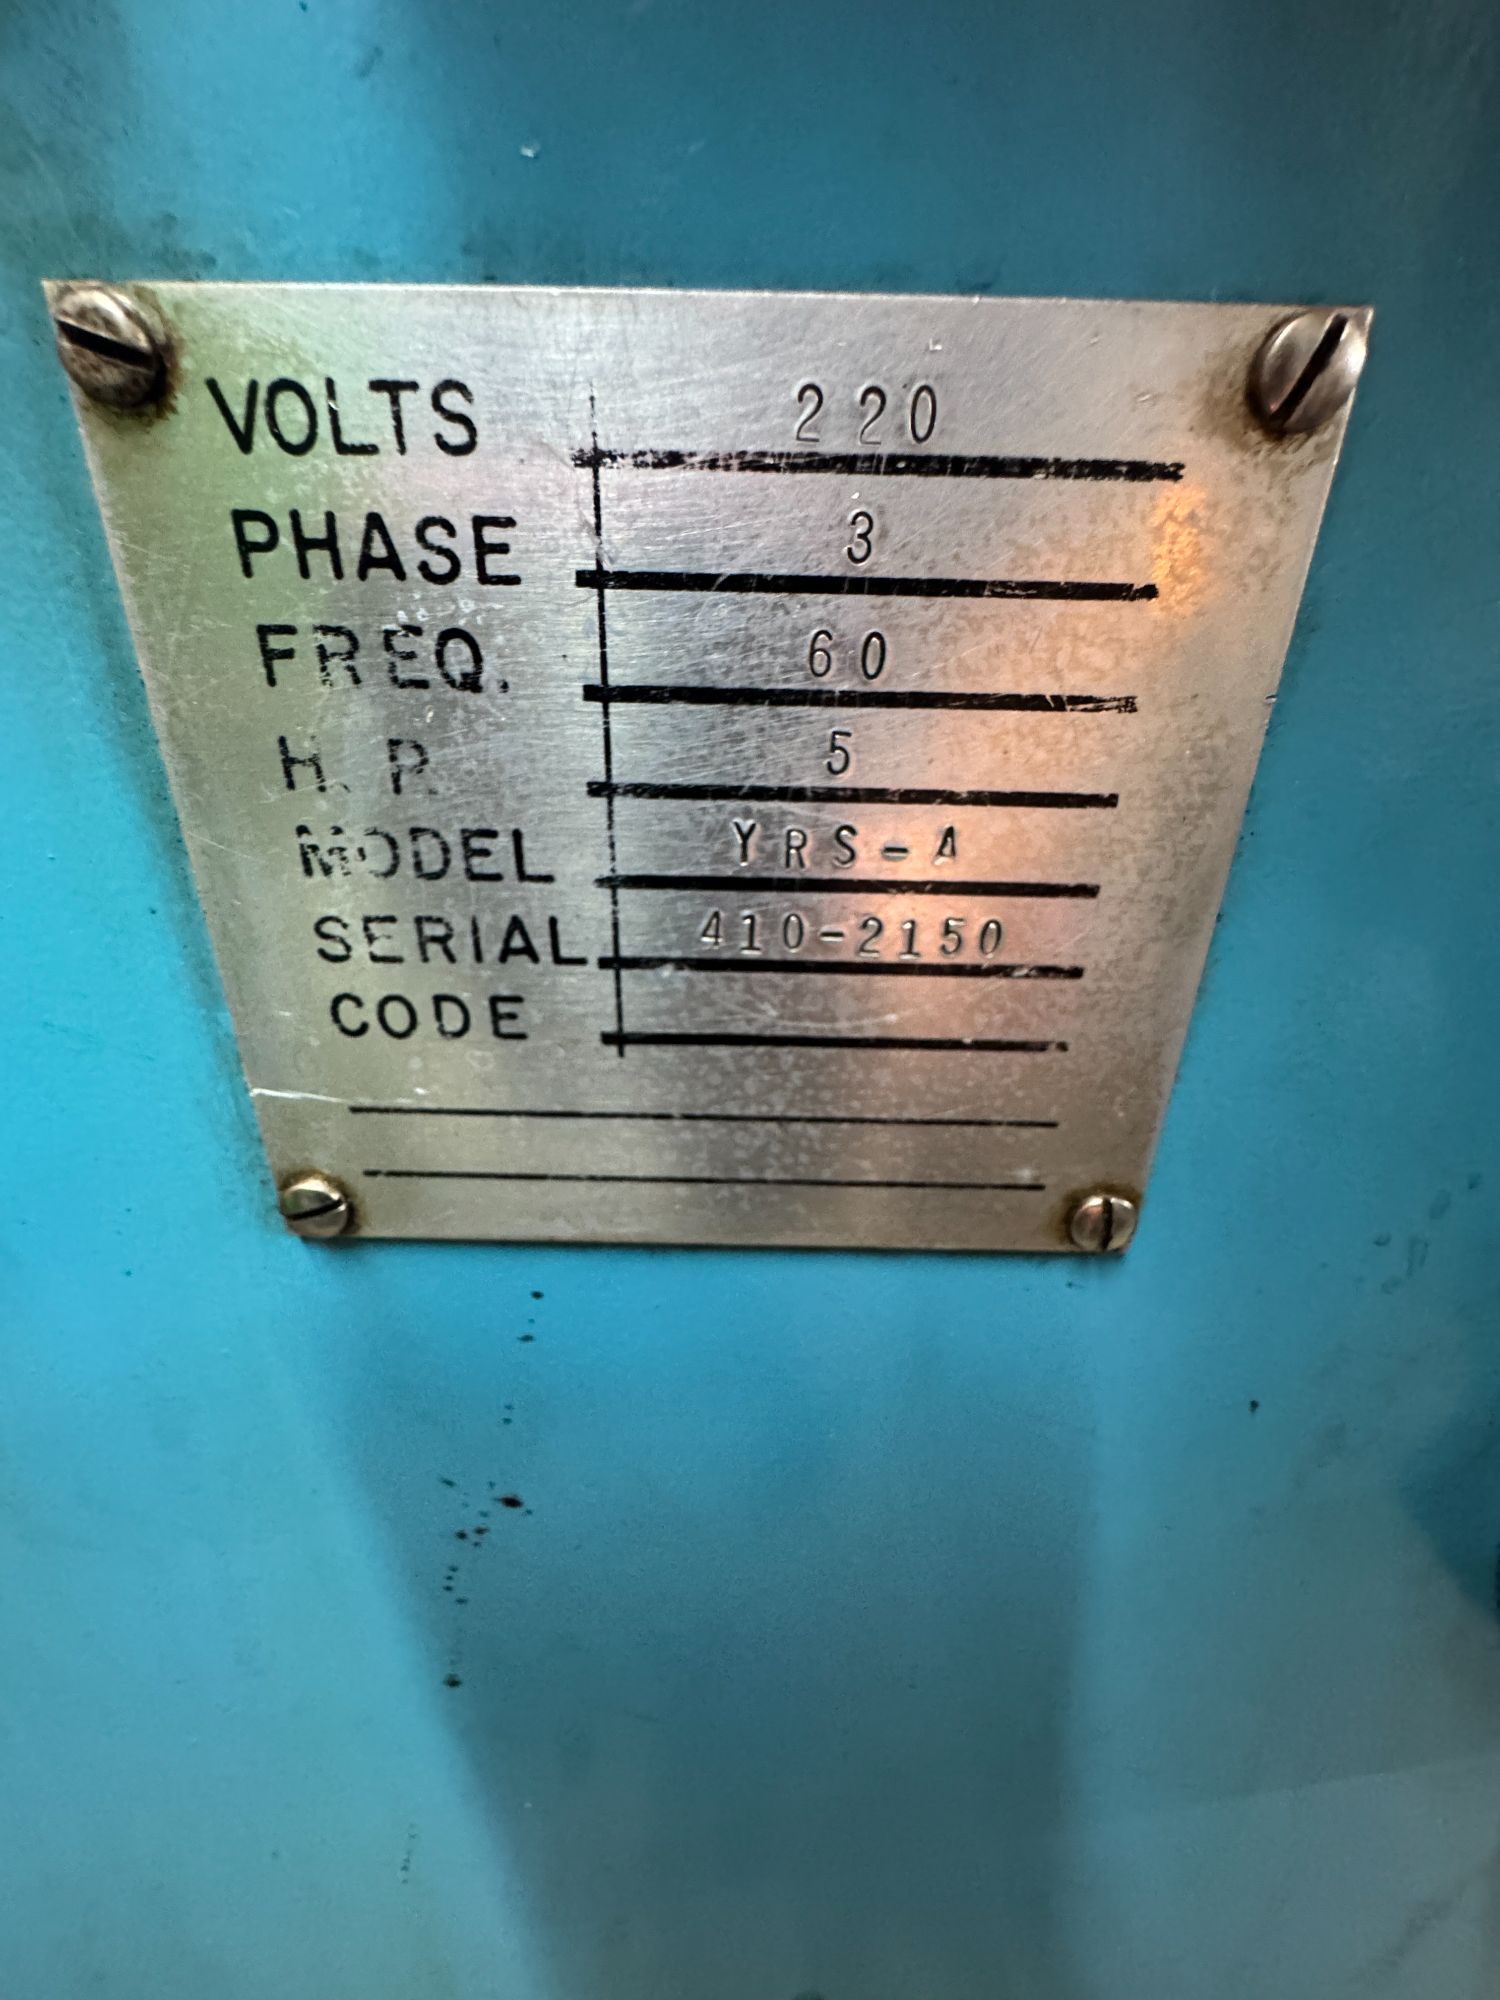 VOLTS 220
PHASE 3
FREQ. 60
H. P. 5
MODEL YRS-A
SERIAL 410-2150
CODE